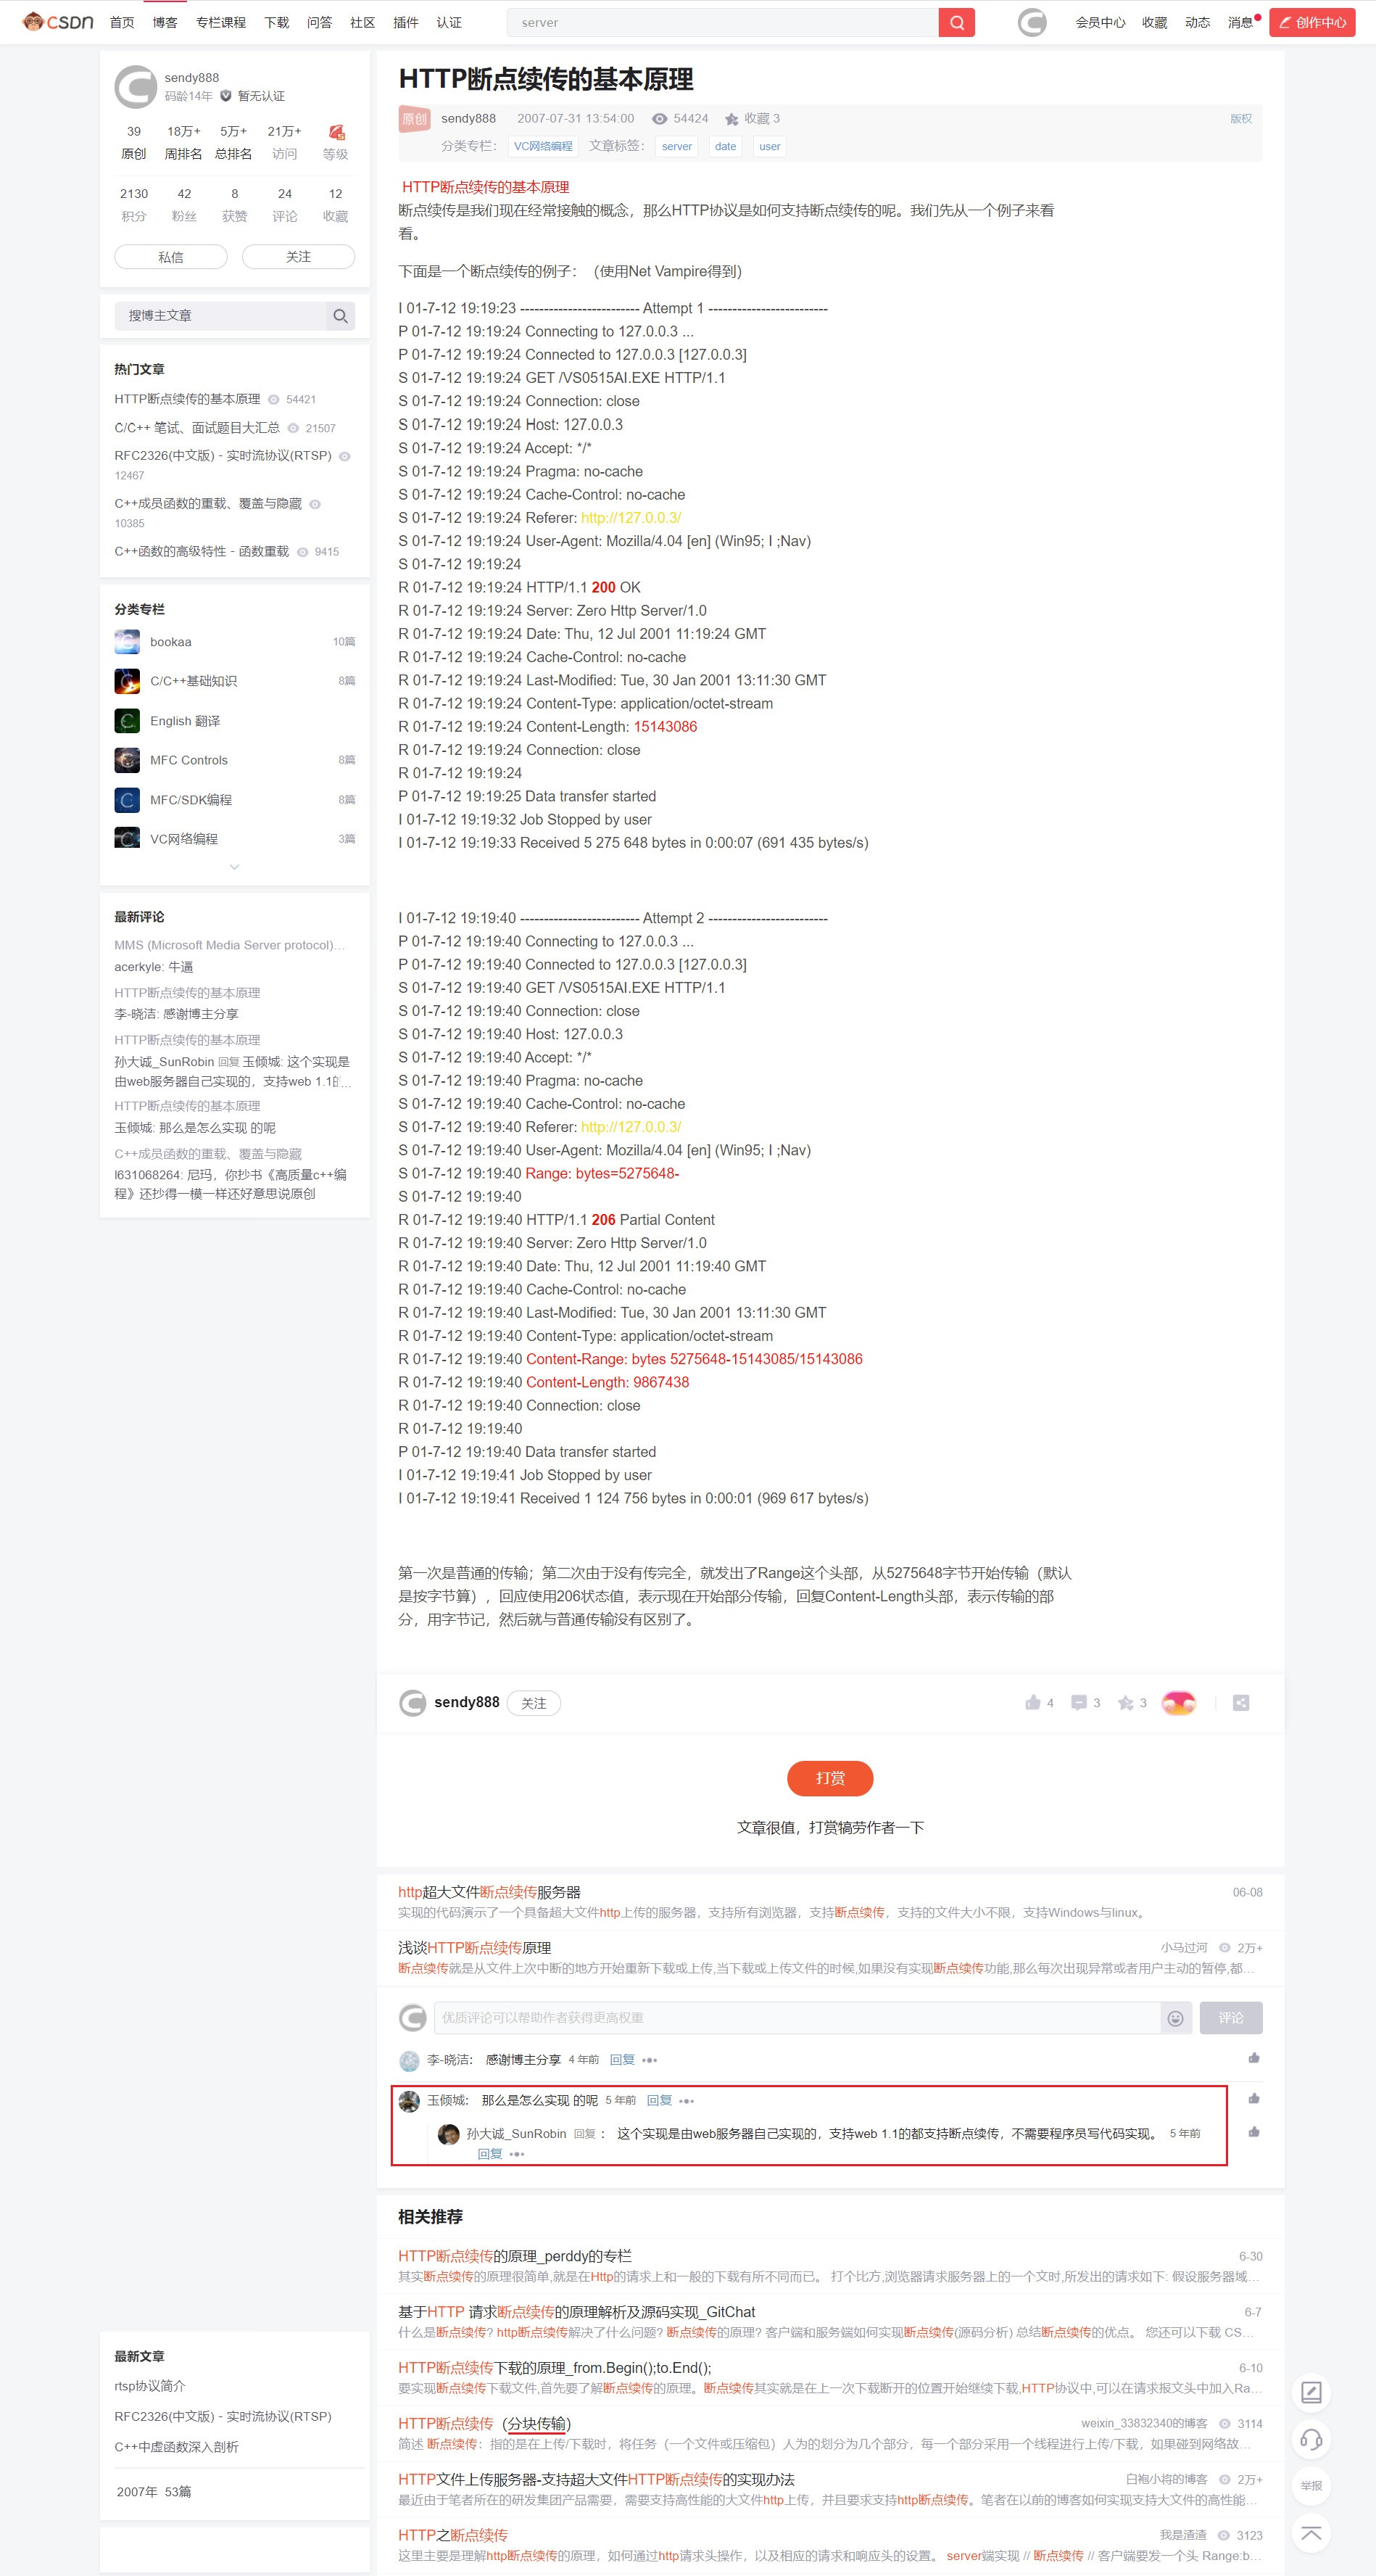 CSDN 首页 博客 专栏课程 下载 问答 社区 插件 认证 server 会员中心 收藏 动态 消息 创作中心
sendy888
码龄14年 暂无认证
39 18万+ 5万+ 21万+
原创 周排名 总排名 访问 等级
2130 42 8 24 12
积分 粉丝 获赞 评论 收藏
私信 关注
搜博主文章
热门文章
HTTP断点续传的基本原理 54421
C/C++ 笔试、面试题目大汇总 21507
RFC2326(中文版) - 实时流协议(RTSP)
12467
C++成员函数的重载、覆盖与隐藏
10385
C++函数的高级特性 - 函数重载 9415
分类专栏
bookaa 10篇
C/C++基础知识 8篇
English 翻译
MFC Controls 8篇
MFC/SDK编程 8篇
VC网络编程 3篇
最新评论
MMS (Microsoft Media Server protocol)…
acerkyle: 牛逼
HTTP断点续传的基本原理
李-晓洁: 感谢博主分享
HTTP断点续传的基本原理
孙大诚_SunRobin 回复 玉倾城: 这个实现是
由web服务器自己实现的，支持web 1.1的…
HTTP断点续传的基本原理
玉倾城: 那么是怎么实现 的呢
C++成员函数的重载、覆盖与隐藏
l631068264: 尼玛，你抄书《高质量c++编
程》还抄得一模一样还好意思说原创
HTTP断点续传的基本原理
原创 sendy888 2007-07-31 13:54:00 54424 收藏 3 版权
分类专栏： VC网络编程 文章标签： server date user
HTTP断点续传的基本原理
断点续传是我们现在经常接触的概念，那么HTTP协议是如何支持断点续传的呢。我们先从一个例子来看
看。
下面是一个断点续传的例子：（使用Net Vampire得到）
I 01-7-12 19:19:23 ------------------------- Attempt 1 -------------------------
P 01-7-12 19:19:24 Connecting to 127.0.0.3 ...
P 01-7-12 19:19:24 Connected to 127.0.0.3 [127.0.0.3]
S 01-7-12 19:19:24 GET /VS0515AI.EXE HTTP/1.1
S 01-7-12 19:19:24 Connection: close
S 01-7-12 19:19:24 Host: 127.0.0.3
S 01-7-12 19:19:24 Accept: */*
S 01-7-12 19:19:24 Pragma: no-cache
S 01-7-12 19:19:24 Cache-Control: no-cache
S 01-7-12 19:19:24 Referer: http://127.0.0.3/
S 01-7-12 19:19:24 User-Agent: Mozilla/4.04 [en] (Win95; I ;Nav)
S 01-7-12 19:19:24
R 01-7-12 19:19:24 HTTP/1.1 200 OK
R 01-7-12 19:19:24 Server: Zero Http Server/1.0
R 01-7-12 19:19:24 Date: Thu, 12 Jul 2001 11:19:24 GMT
R 01-7-12 19:19:24 Cache-Control: no-cache
R 01-7-12 19:19:24 Last-Modified: Tue, 30 Jan 2001 13:11:30 GMT
R 01-7-12 19:19:24 Content-Type: application/octet-stream
R 01-7-12 19:19:24 Content-Length: 15143086
R 01-7-12 19:19:24 Connection: close
R 01-7-12 19:19:24
P 01-7-12 19:19:25 Data transfer started
I 01-7-12 19:19:32 Job Stopped by user
I 01-7-12 19:19:33 Received 5 275 648 bytes in 0:00:07 (691 435 bytes/s)
I 01-7-12 19:19:40 ------------------------- Attempt 2 -------------------------
P 01-7-12 19:19:40 Connecting to 127.0.0.3 ...
P 01-7-12 19:19:40 Connected to 127.0.0.3 [127.0.0.3]
S 01-7-12 19:19:40 GET /VS0515AI.EXE HTTP/1.1
S 01-7-12 19:19:40 Connection: close
S 01-7-12 19:19:40 Host: 127.0.0.3
S 01-7-12 19:19:40 Accept: */*
S 01-7-12 19:19:40 Pragma: no-cache
S 01-7-12 19:19:40 Cache-Control: no-cache
S 01-7-12 19:19:40 Referer: http://127.0.0.3/
S 01-7-12 19:19:40 User-Agent: Mozilla/4.04 [en] (Win95; I ;Nav)
S 01-7-12 19:19:40 Range: bytes=5275648-
S 01-7-12 19:19:40
R 01-7-12 19:19:40 HTTP/1.1 206 Partial Content
R 01-7-12 19:19:40 Server: Zero Http Server/1.0
R 01-7-12 19:19:40 Date: Thu, 12 Jul 2001 11:19:40 GMT
R 01-7-12 19:19:40 Cache-Control: no-cache
R 01-7-12 19:19:40 Last-Modified: Tue, 30 Jan 2001 13:11:30 GMT
R 01-7-12 19:19:40 Content-Type: application/octet-stream
R 01-7-12 19:19:40 Content-Range: bytes 5275648-15143085/15143086
R 01-7-12 19:19:40 Content-Length: 9867438
R 01-7-12 19:19:40 Connection: close
R 01-7-12 19:19:40
P 01-7-12 19:19:40 Data transfer started
I 01-7-12 19:19:41 Job Stopped by user
I 01-7-12 19:19:41 Received 1 124 756 bytes in 0:00:01 (969 617 bytes/s)
第一次是普通的传输；第二次由于没有传完全，就发出了Range这个头部，从5275648字节开始传输（默认
是按字节算），回应使用206状态值，表示现在开始部分传输，回复Content-Length头部，表示传输的部
分，用字节记，然后就与普通传输没有区别了。
sendy888 关注 4 3 3
打赏
文章很值，打赏犒劳作者一下
http超大文件断点续传服务器 06-08
实现的代码演示了一个具备超大文件http上传的服务器，支持所有浏览器，支持断点续传，支持的文件大小不限，支持Windows与linux。
浅谈HTTP断点续传原理 小马过河 2万+
断点续传就是从文件上次中断的地方开始重新下载或上传,当下载或上传文件的时候,如果没有实现断点续传功能,那么每次出现异常或者用户主动的暂停,都…
优质评论可以帮助作者获得更高权重 评论
李-晓洁： 感谢博主分享 4 年前 回复
玉倾城： 那么是怎么实现 的呢 5 年前 回复
孙大诚_SunRobin 回复： 这个实现是由web服务器自己实现的，支持web 1.1的都支持断点续传，不需要程序员写代码实现。 5 年前
回复
相关推荐
HTTP断点续传的原理_perddy的专栏 6-30
其实断点续传的原理很简单,就是在Http的请求上和一般的下载有所不同而已。 打个比方,浏览器请求服务器上的一个文时,所发出的请求如下: 假设服务器域…
基于HTTP 请求断点续传的原理解析及源码实现_GitChat 6-7
什么是断点续传? http断点续传解决了什么问题? 断点续传的原理? 客户端和服务端如何实现断点续传(源码分析) 总结断点续传的优点。 您还可以下载 CS…
HTTP断点续传下载的原理_from.Begin();to.End(); 6-10
要实现断点续传下载文件,首先要了解断点续传的原理。断点续传其实就是在上一次下载断开的位置开始继续下载,HTTP协议中,可以在请求报文头中加入Ra…
HTTP断点续传（分块传输） weixin_33832340的博客 3114
简述 断点续传：指的是在上传/下载时，将任务（一个文件或压缩包）人为的划分为几个部分，每一个部分采用一个线程进行上传/下载，如果碰到网络故…
HTTP文件上传服务器-支持超大文件HTTP断点续传的实现办法 白袍小将的博客 2万+
最近由于笔者所在的研发集团产品需要，需要支持高性能的大文件http上传，并且要求支持http断点续传。笔者在以前的博客如何实现支持大文件的高性能…
HTTP之断点续传 我是渣渣 3123
这里主要是理解http断点续传的原理，如何通过http请求头操作，以及相应的请求和响应头的设置。 server端实现 // 断点续传 // 客户端要发一个头 Range:b…
最新文章
rtsp协议简介
RFC2326(中文版) - 实时流协议(RTSP)
C++中虚函数深入剖析
2007年 53篇
举报